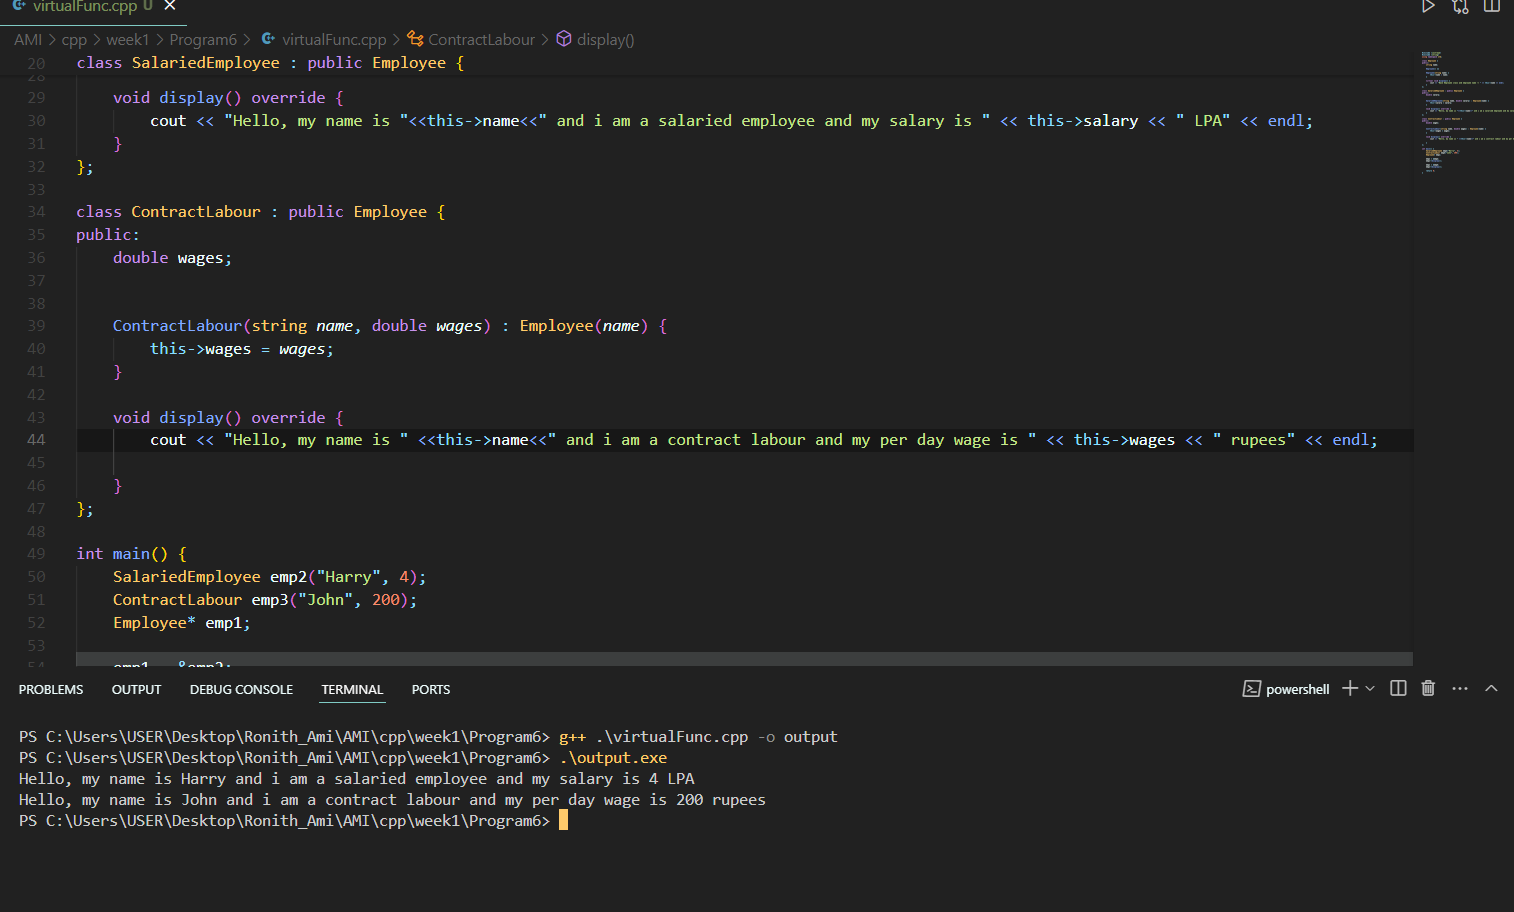 virtualFunc.cpp U
AMI > cpp > week1 > Program6 > virtualFunc.cpp > ContractLabour > display()
20 class SalariedEmployee : public Employee {
28
29 void display() override {
30 cout << "Hello, my name is "<<this->name<<" and i am a salaried employee and my salary is " << this->salary << " LPA" << endl;
31 }
32 };
33
34 class ContractLabour : public Employee {
35 public:
36 double wages;
37
38
39 ContractLabour(string name, double wages) : Employee(name) {
40 this->wages = wages;
41 }
42
43 void display() override {
44 cout << "Hello, my name is " <<this->name<<" and i am a contract labour and my per day wage is " << this->wages << " rupees" << endl;
45
46 }
47 };
48
49 int main() {
50 SalariedEmployee emp2("Harry", 4);
51 ContractLabour emp3("John", 200);
52 Employee* emp1;
53
54 emp1 = &emp2;
PROBLEMS OUTPUT DEBUG CONSOLE TERMINAL PORTS powershell
PS C:\Users\USER\Desktop\Ronith_Ami\AMI\cpp\week1\Program6> g++ .\virtualFunc.cpp -o output
PS C:\Users\USER\Desktop\Ronith_Ami\AMI\cpp\week1\Program6> .\output.exe
Hello, my name is Harry and i am a salaried employee and my salary is 4 LPA
Hello, my name is John and i am a contract labour and my per day wage is 200 rupees
PS C:\Users\USER\Desktop\Ronith_Ami\AMI\cpp\week1\Program6>